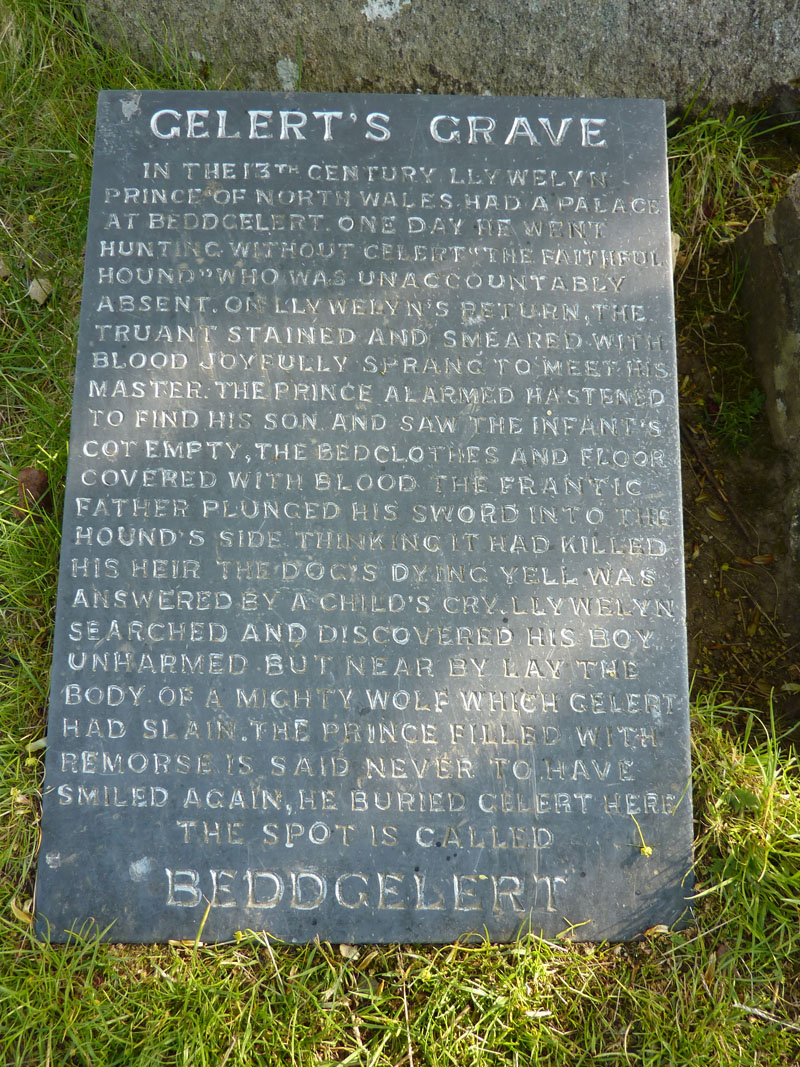 GELERT'S GRAVE
IN THE 13TH CENTURY LLYWELYN
PRINCE OF NORTH WALES, HAD A PALACE
AT BEDDGELERT. ONE DAY HE WENT
HUNTING WITHOUT GELERT "THE FAITHFUL
HOUND" WHO WAS UNACCOUNTABLY
ABSENT. ON LLYWELYN'S RETURN, THE
TRUANT STAINED AND SMEARED WITH
BLOOD JOYFULLY SPRANG TO MEET HIS
MASTER. THE PRINCE ALARMED HASTENED
TO FIND HIS SON, AND SAW THE INFANT'S
COT EMPTY, THE BEDCLOTHES AND FLOOR
COVERED WITH BLOOD THE FRANTIC
FATHER PLUNGED HIS SWORD INTO THE
HOUND'S SIDE THINKING IT HAD KILLED
HIS HEIR THE DOG'S DYING YELL WAS
ANSWERED BY A CHILD'S CRY. LLYWELYN
SEARCHED AND DISCOVERED HIS BOY
UNHARMED BUT NEAR BY LAY THE
BODY OF A MIGHTY WOLF WHICH GELERT
HAD SLAIN. THE PRINCE FILLED WITH
REMORSE IS SAID NEVER TO HAVE
SMILED AGAIN, HE BURIED GELERT HERE
THE SPOT IS CALLED
BEDDGELERT